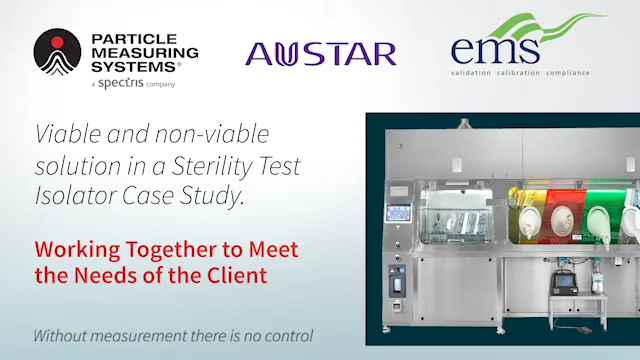 PARTICLE
MEASURING
SYSTEMS®
a spectris company
AUSTAR
ems
validation calibration compliance
Viable and non-viable
solution in a Sterility Test
Isolator Case Study.
Working Together to Meet
the Needs of the Client
Without measurement there is no control